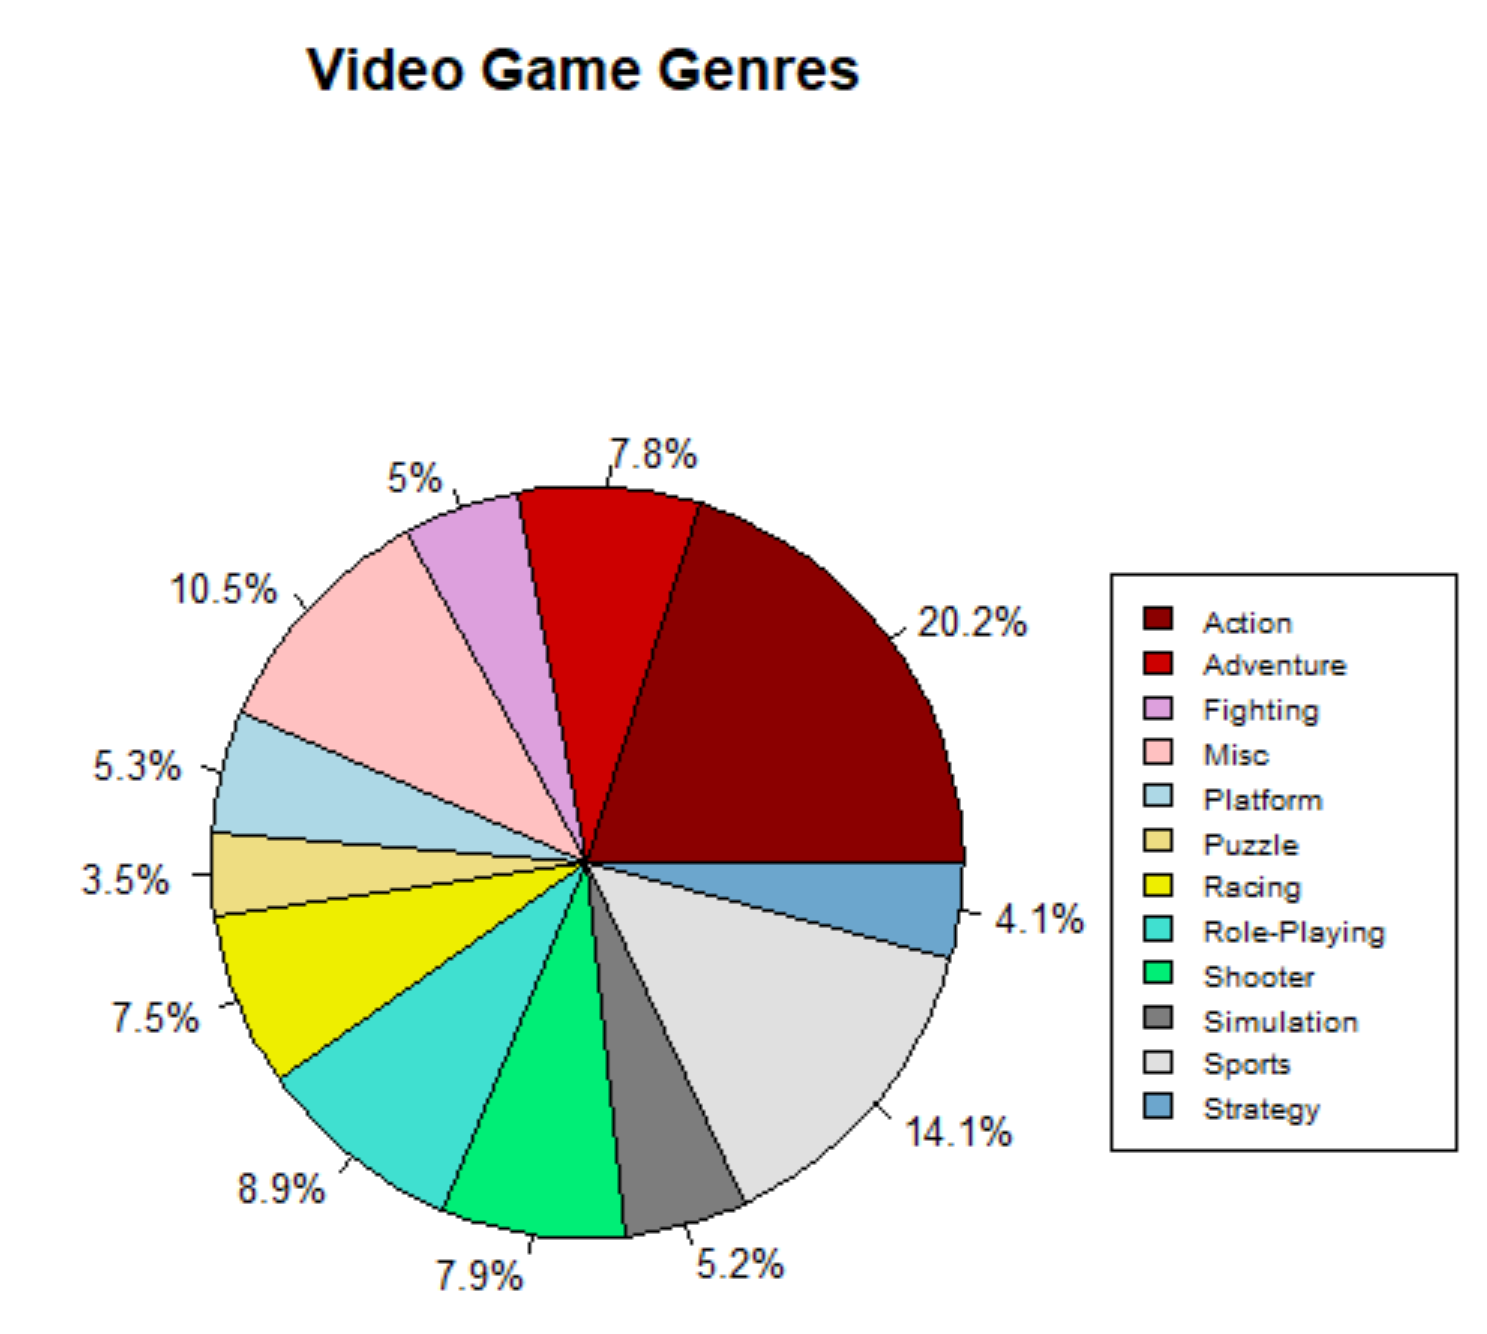 Video Game Genres
7.8%
5%
10.5%
20.2%
5.3%
3.5%
4.1%
7.5%
14.1%
8.9%
7.9%
5.2%
Action
Adventure
Fighting
Misc
Platform
Puzzle
Racing
Role-Playing
Shooter
Simulation
Sports
Strategy